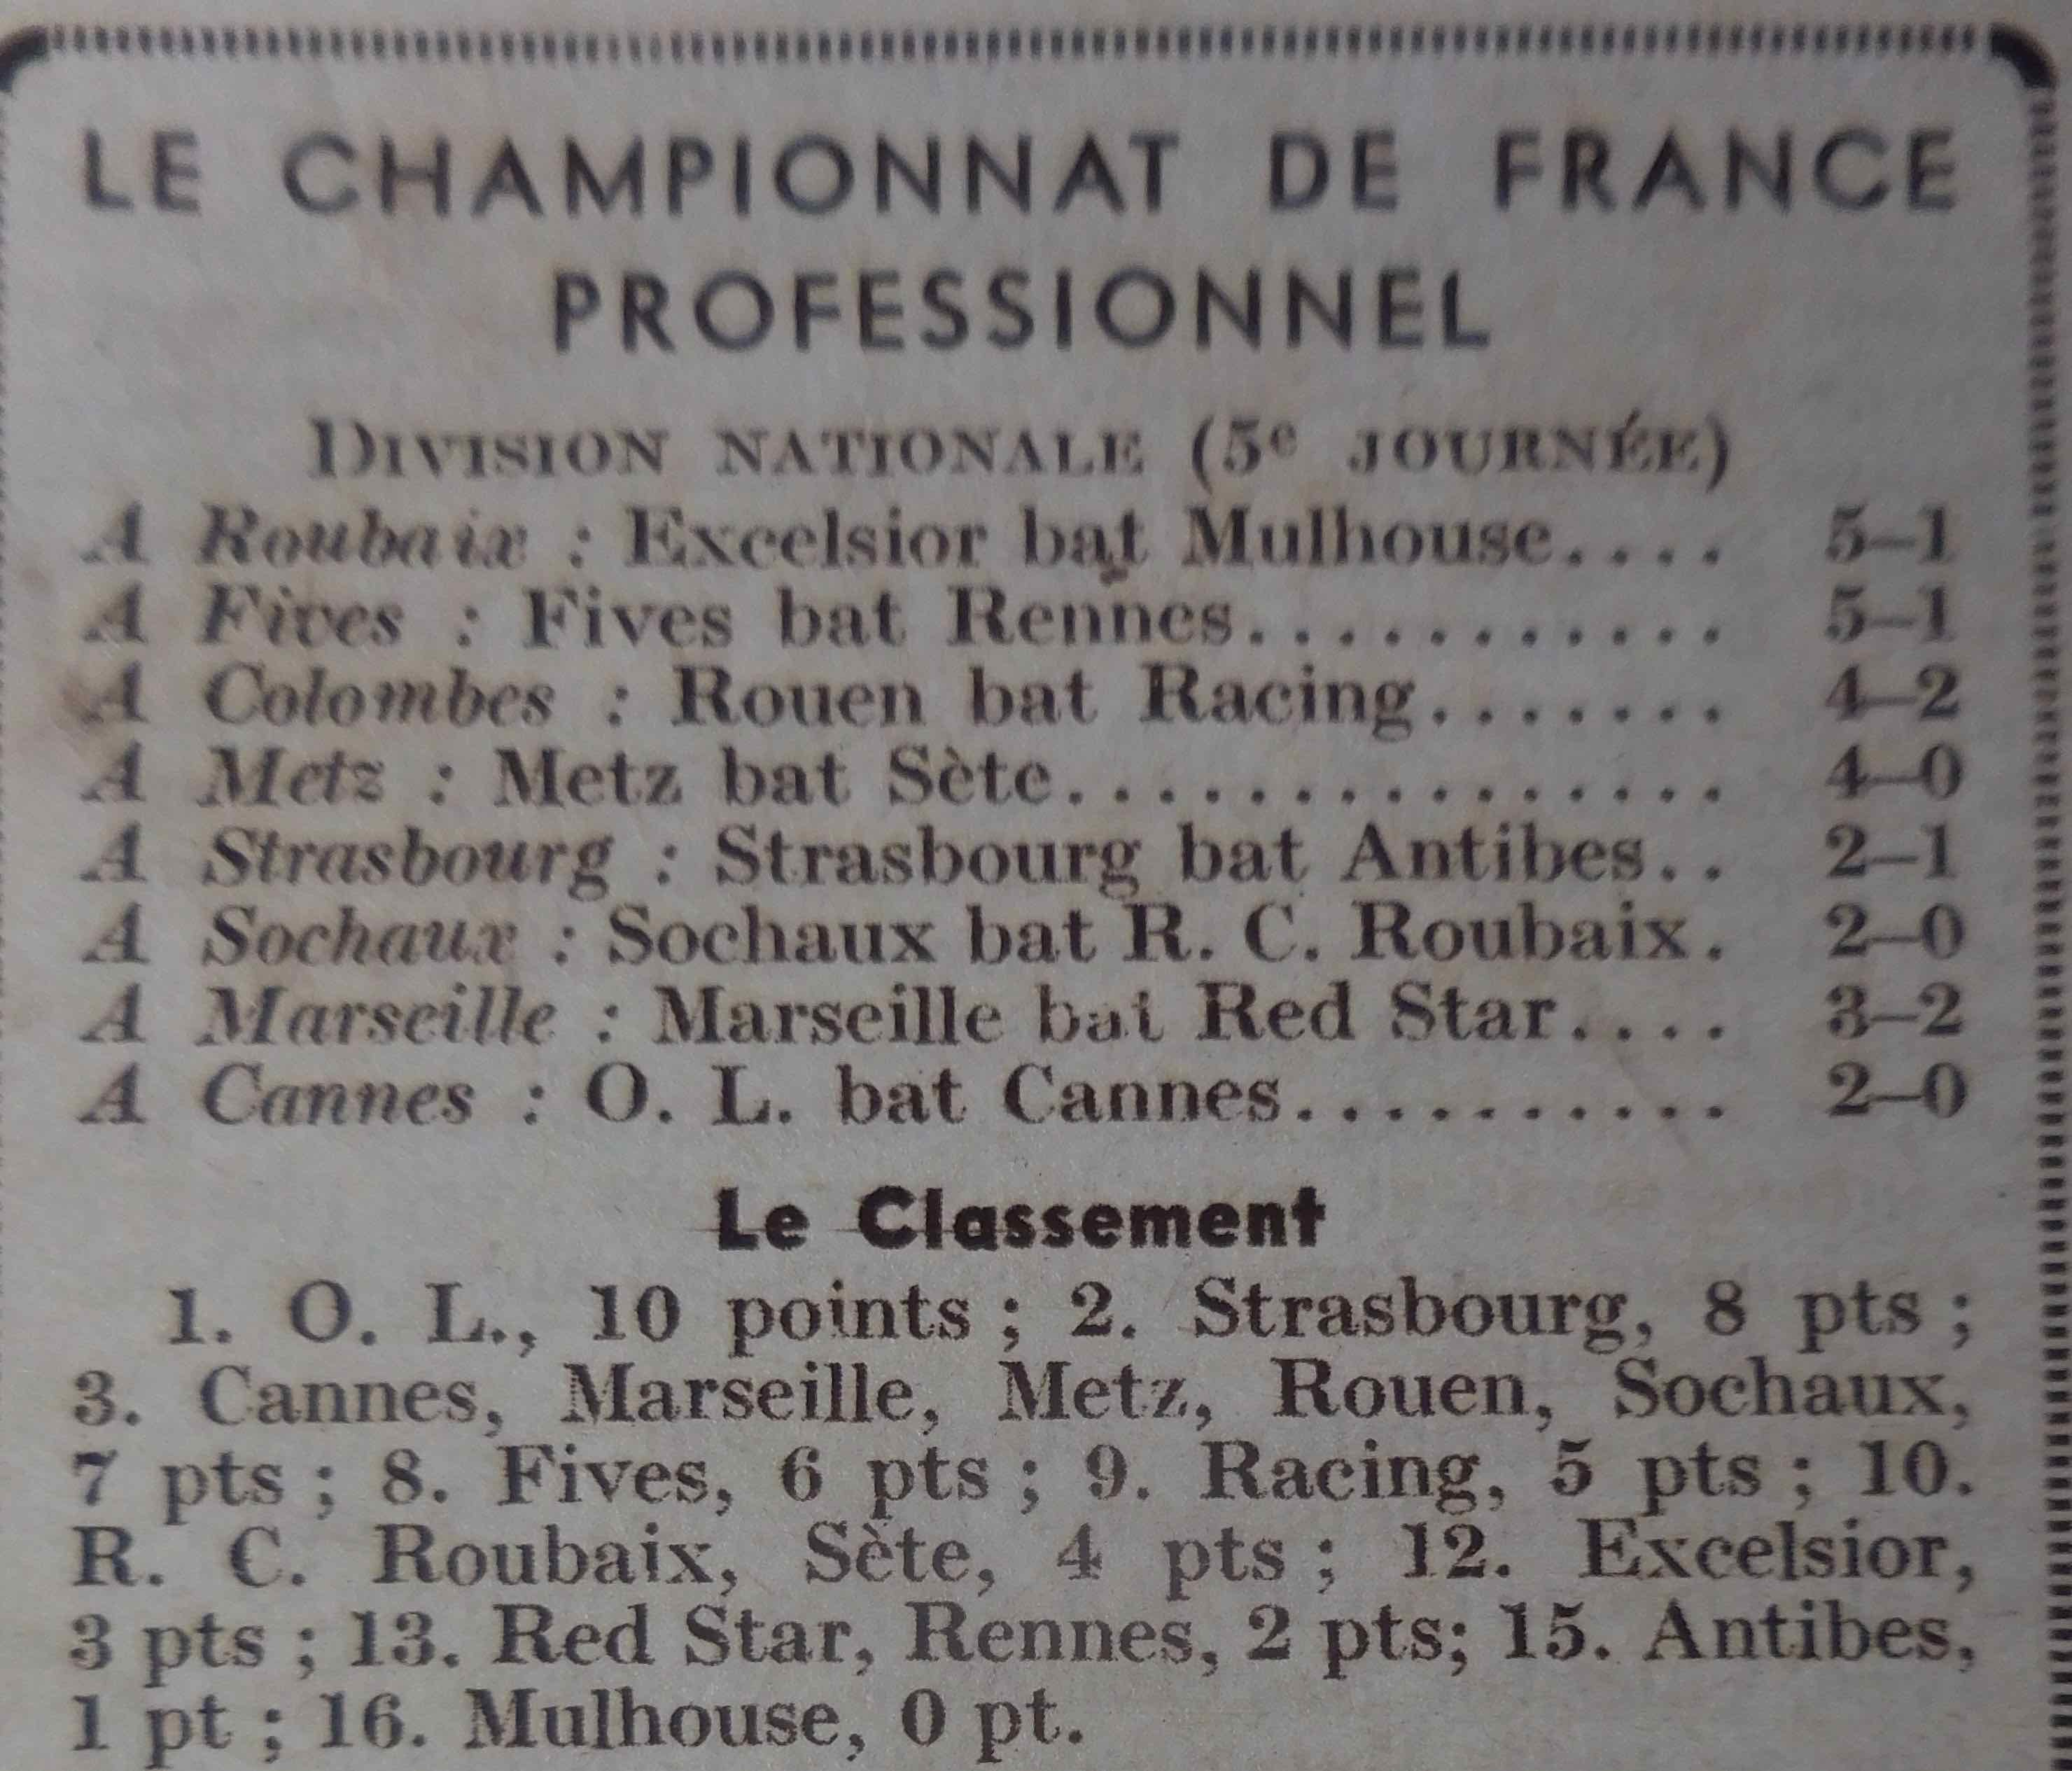 LE CHAMPIONNAT DE FRANCE
PROFESSIONNEL
DIVISION NATIONALE (5e JOURNÉE)
A Roubaix : Excelsior bat Mulhouse.... 5–1
A Fives : Fives bat Rennes............ 5–1
A Colombes : Rouen bat Racing....... 4–2
A Metz : Metz bat Sète................ 4–0
A Strasbourg : Strasbourg bat Antibes.. 2–1
A Sochaux : Sochaux bat R. C. Roubaix. 2–0
A Marseille : Marseille bat Red Star.... 3–2
A Cannes : O. L. bat Cannes........... 2–0
Le Classement
1. O. L., 10 points ; 2. Strasbourg, 8 pts ;
3. Cannes, Marseille, Metz, Rouen, Sochaux,
7 pts ; 8. Fives, 6 pts ; 9. Racing, 5 pts ; 10.
R. C. Roubaix, Sète, 4 pts ; 12. Excelsior,
3 pts ; 13. Red Star, Rennes, 2 pts; 15. Antibes,
1 pt ; 16. Mulhouse, 0 pt.